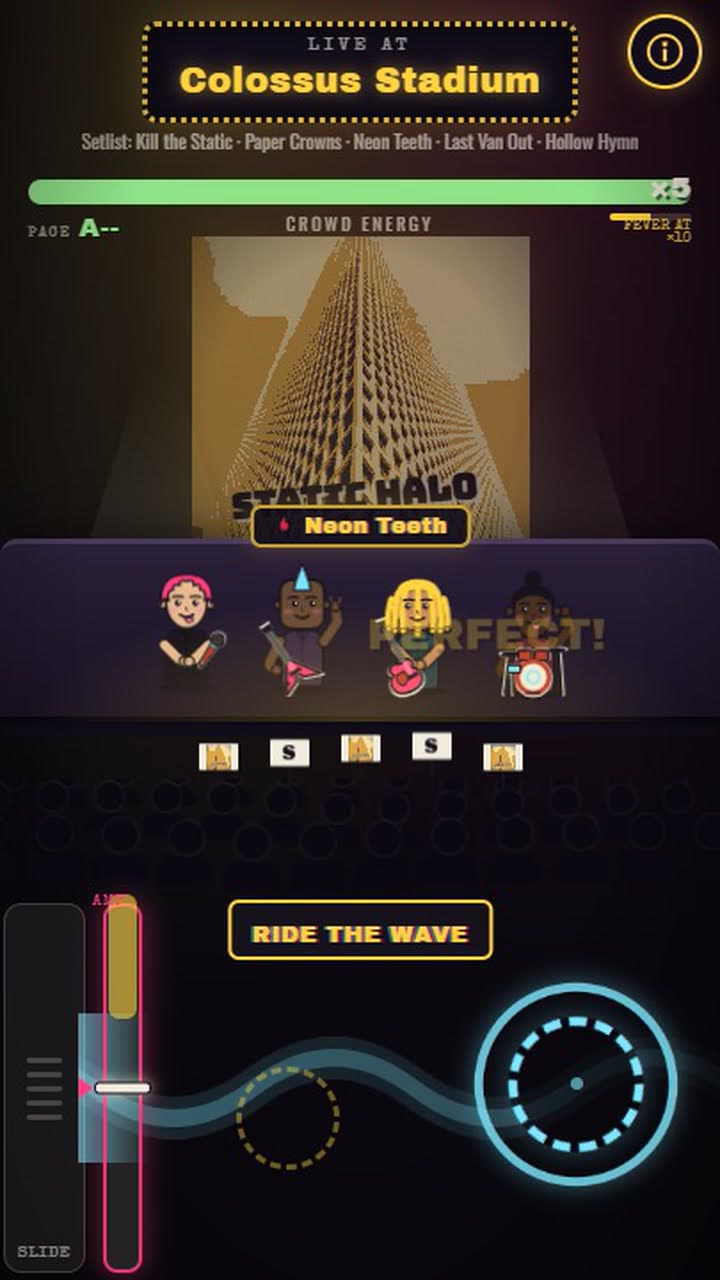 LIVE AT
Colossus Stadium
Setlist: Kill the Static · Paper Crowns · Neon Teeth · Last Van Out · Hollow Hymn
×5
PACE A--
CROWD ENERGY
FEVER AT
×10
STATIC HALO
Neon Teeth
PERFECT!
S
S
RIDE THE WAVE
SLIDE